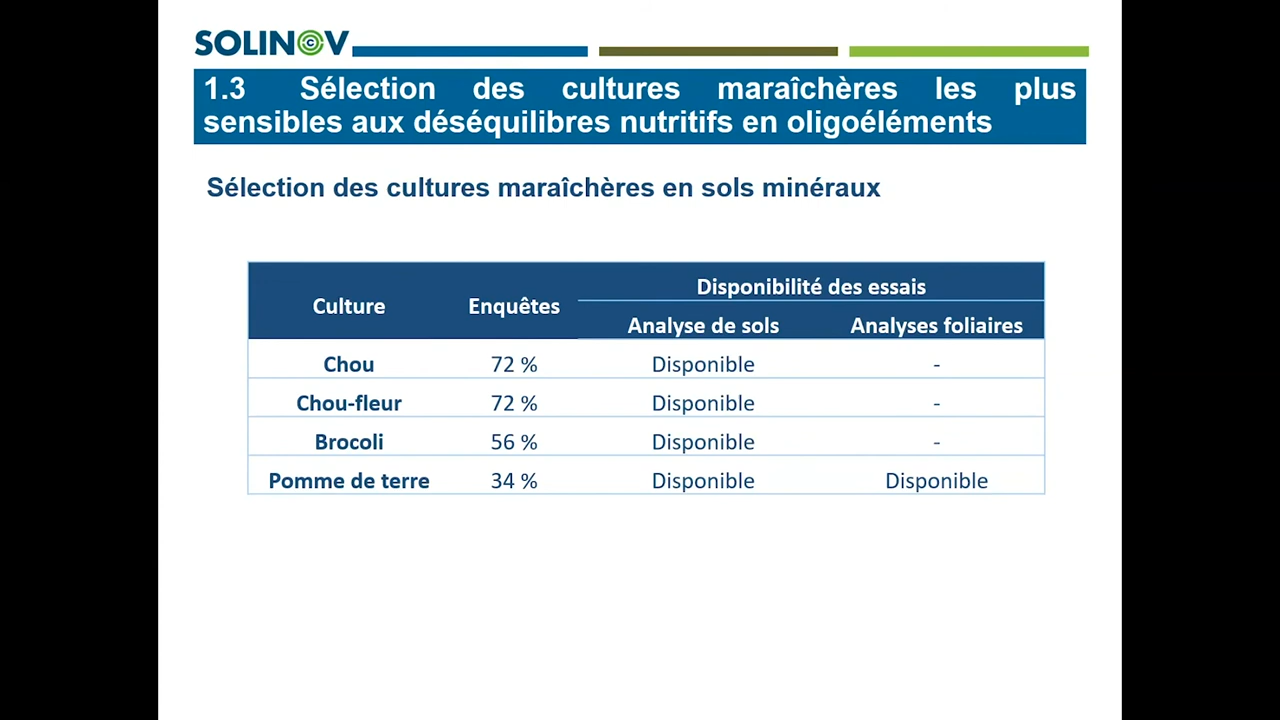 SOLINOV
1.3 Sélection des cultures maraîchères les plus
sensibles aux déséquilibres nutritifs en oligoéléments
Sélection des cultures maraîchères en sols minéraux
Culture Enquêtes Disponibilité des essais
Analyse de sols Analyses foliaires
Chou 72 % Disponible -
Chou-fleur 72 % Disponible -
Brocoli 56 % Disponible -
Pomme de terre 34 % Disponible Disponible